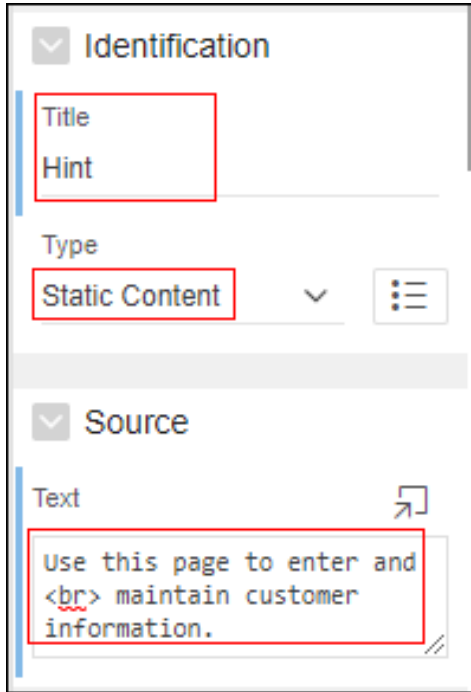 Identification
Title
Hint
Type
Static Content
Source
Text
Use this page to enter and
<br> maintain customer
information.